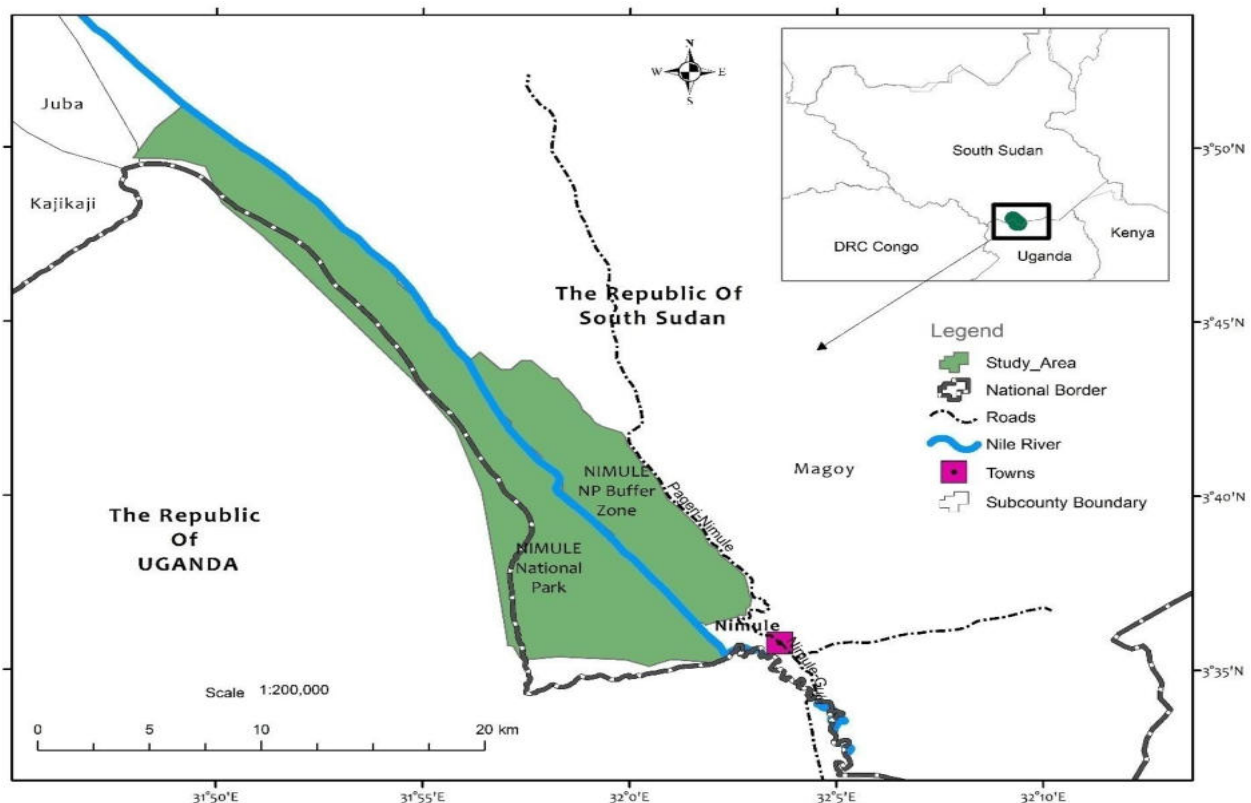 N
W E
S
Juba
Kajikaji
South Sudan
DRC Congo
Uganda
Kenya
3°50'N
3°45'N
3°40'N
3°35'N
The Republic Of
South Sudan
Legend
Study_Area
National Border
Roads
Nile River
Towns
Subcounty Boundary
Magoy
NIMULE
NP Buffer
Zone
Pageri-Nimule
The Republic
Of
UGANDA
NIMULE
National
Park
Nimule
Nimule-Gulu
Scale 1:200,000
0 5 10 20 km
31°50'E
31°55'E
32°0'E
32°5'E
32°10'E